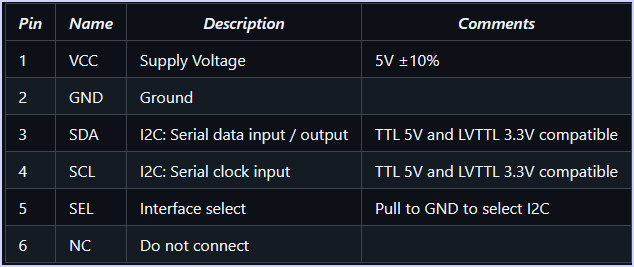 Pin Name Description Comments
1 VCC Supply Voltage 5V ±10%
2 GND Ground
3 SDA I2C: Serial data input / output TTL 5V and LVTTL 3.3V compatible
4 SCL I2C: Serial clock input TTL 5V and LVTTL 3.3V compatible
5 SEL Interface select Pull to GND to select I2C
6 NC Do not connect